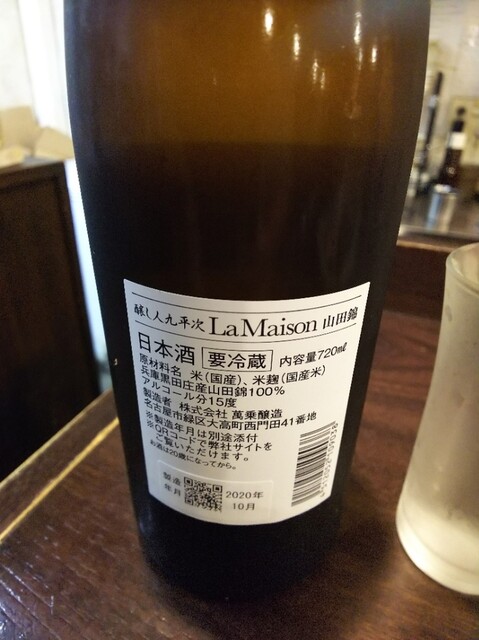 醸し人九平次 La Maison 山田錦
日本酒 要冷蔵 内容量720ml
原材料名 米(国産)、米麹(国産米)
兵庫黒田庄産山田錦100%
アルコール分15度
製造者 株式会社 萬乗醸造
名古屋市緑区大高町西門田41番地
※製造年月は別途添付
※QRコードで弊社サイトを
ご覧いただけます。
お酒は20歳になってから。
製造年月 2020年10月